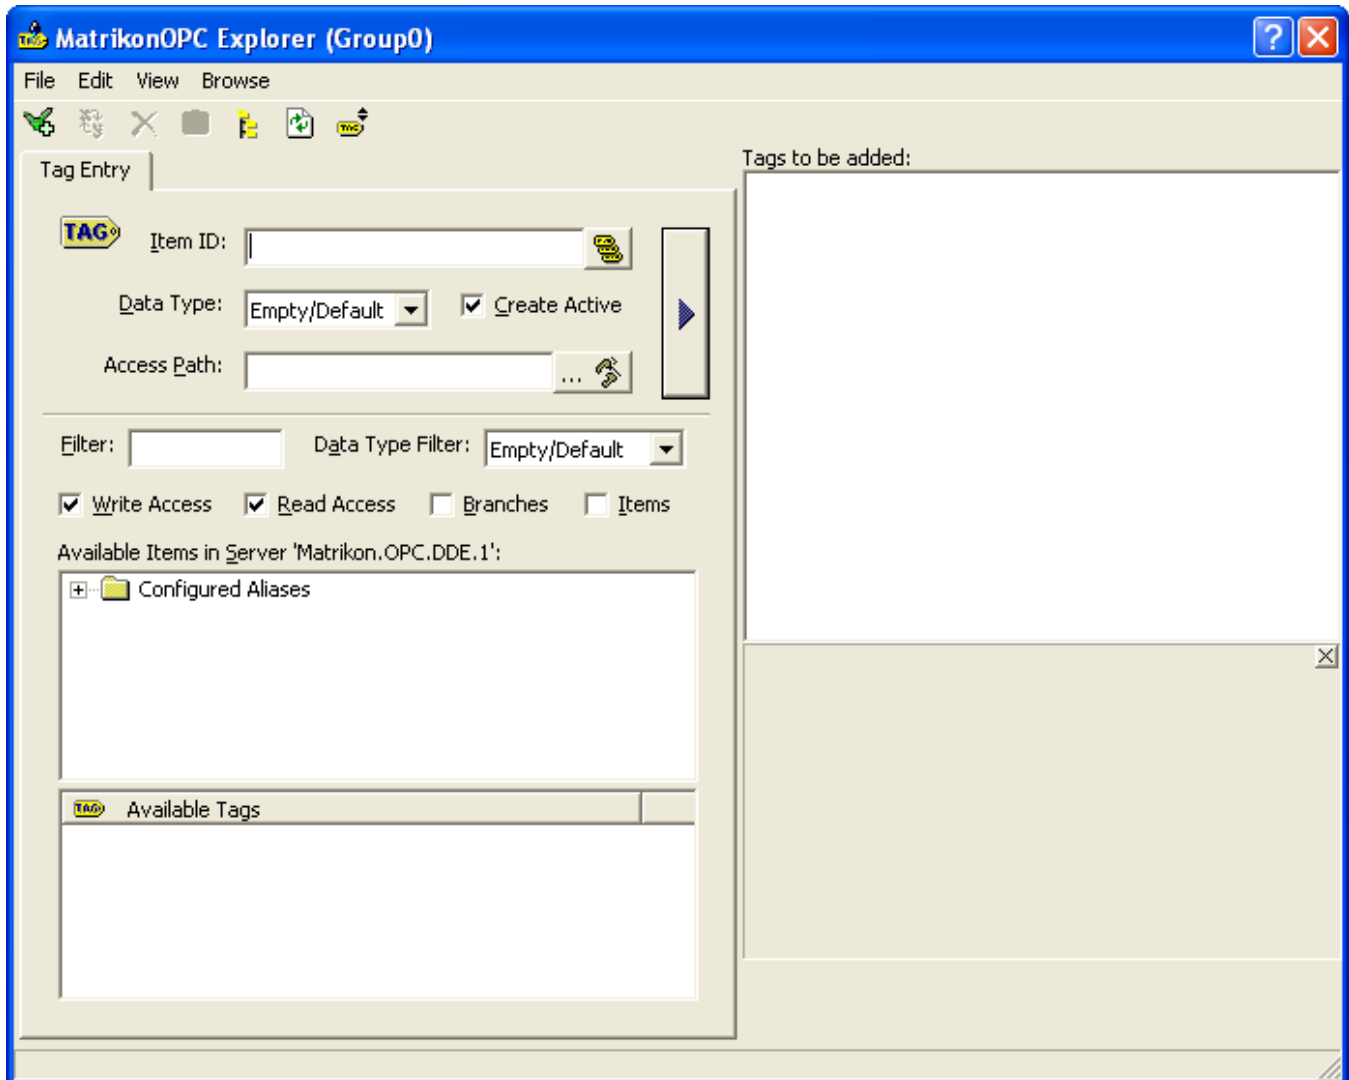 MatrikonOPC Explorer (Group0)
File Edit View Browse
Tag Entry
Tags to be added:
TAG
Item ID:
Data Type: Empty/Default Create Active
Access Path: ...
Filter: Data Type Filter: Empty/Default
Write Access Read Access Branches Items
Available Items in Server 'Matrikon.OPC.DDE.1':
Configured Aliases
TAG Available Tags